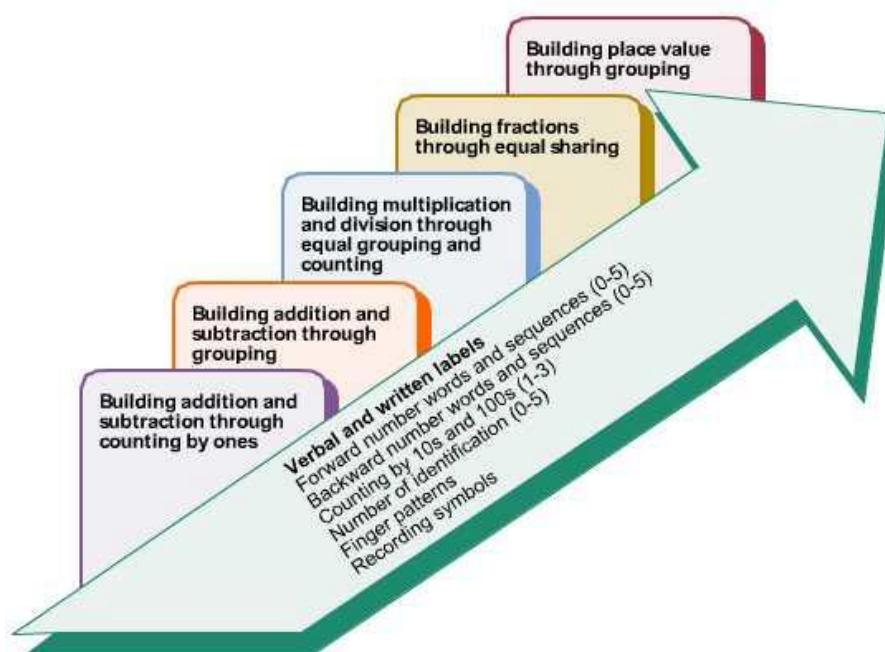 Building place value
through grouping
Building fractions
through equal sharing
Building multiplication
and division through
equal grouping and
counting
Building addition and
subtraction through
grouping
Building addition and
subtraction through
counting by ones
Verbal and written labels
Forward number words and sequences (0-5)
Backward number words and sequences (0-5)
Counting by 10s and 100s (1-3)
Number of identification (0-5)
Finger patterns
Recording symbols